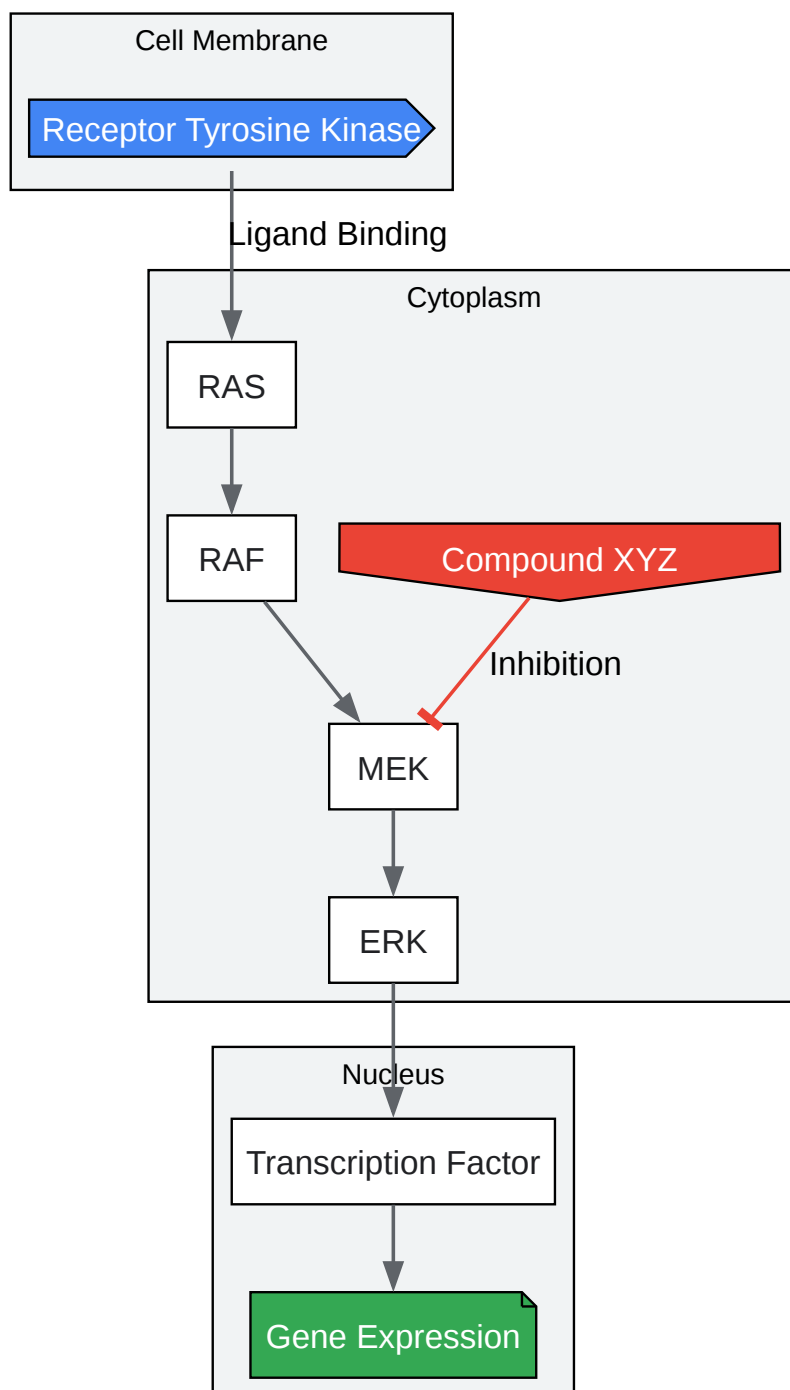 Cell Membrane
Receptor Tyrosine Kinase
Ligand Binding
Cytoplasm
RAS
RAF
Compound XYZ
Inhibition
MEK
ERK
Nucleus
Transcription Factor
Gene Expression